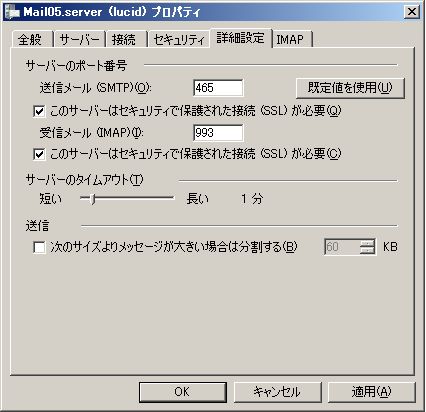 Mail05.server (lucid) プロパティ
全般 サーバー 接続 セキュリティ 詳細設定 IMAP
サーバーのポート番号
送信メール (SMTP)(O): 465 既定値を使用(U)
このサーバーはセキュリティで保護された接続 (SSL) が必要(Q)
受信メール (IMAP)(I): 993
このサーバーはセキュリティで保護された接続 (SSL) が必要(C)
サーバーのタイムアウト(T)
短い 長い 1 分
送信
次のサイズよりメッセージが大きい場合は分割する(B) 60 KB
OK キャンセル 適用(A)